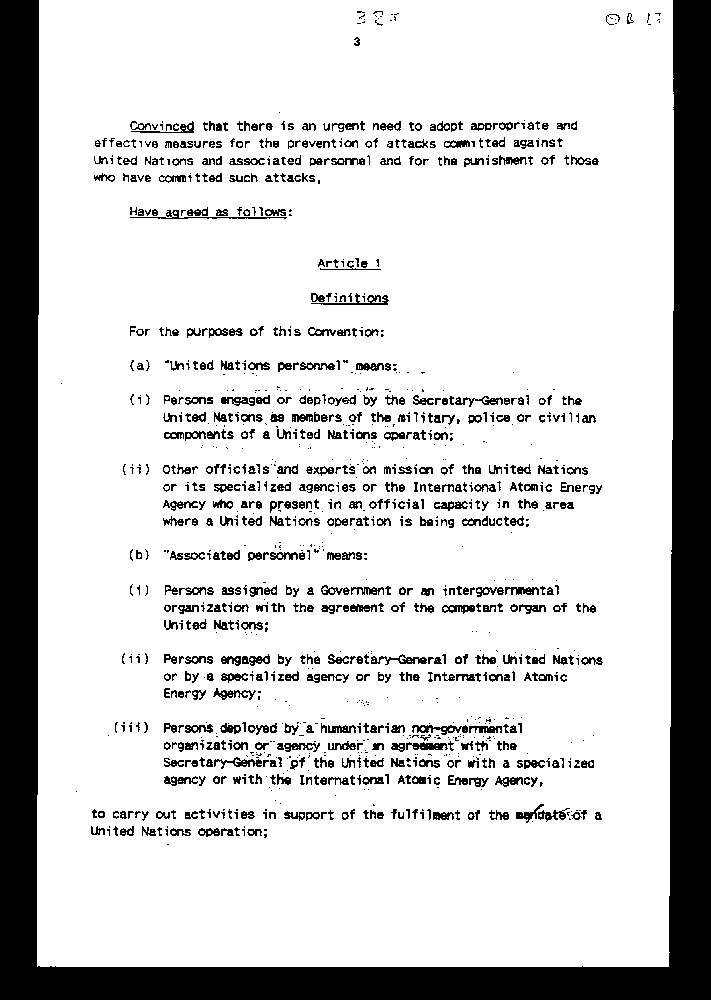 3
Convinced that there is an urgent need to adopt appropriate and
effective measures for the prevention of attacks committed against
United Nations and associated personnel and for the punishment of those
who have committed such attacks,
Have agreed as follows:
Article 1
Definitions
For the purposes of this Convention:
(a) "United Nations personnel" means:
(i) Persons engaged or deployed by the Secretary-General of the
United Nations as members of the military, police or civilian
components of a United Nations operation;
(ii) Other officials and experts on mission of the United Nations
or its specialized agencies or the International Atomic Energy
Agency who are present in an official capacity in the area
where a United Nations operation is being conducted;
(b) "Associated personnel" means:
(i) Persons assigned by a Government or an intergovernmental
organization with the agreement of the competent organ of the
United Nations;
(ii) Persons engaged by the Secretary-General of the United Nations
or by a specialized agency or by the International Atomic
Energy Agency;
(iii) Persons deployed by a humanitarian non-governmental
organization or agency under an agreement with the
Secretary-General of the United Nations or with a specialized
agency or with the International Atomic Energy Agency,
to carry out activities in support of the fulfilment of the mandate of a
United Nations operation;